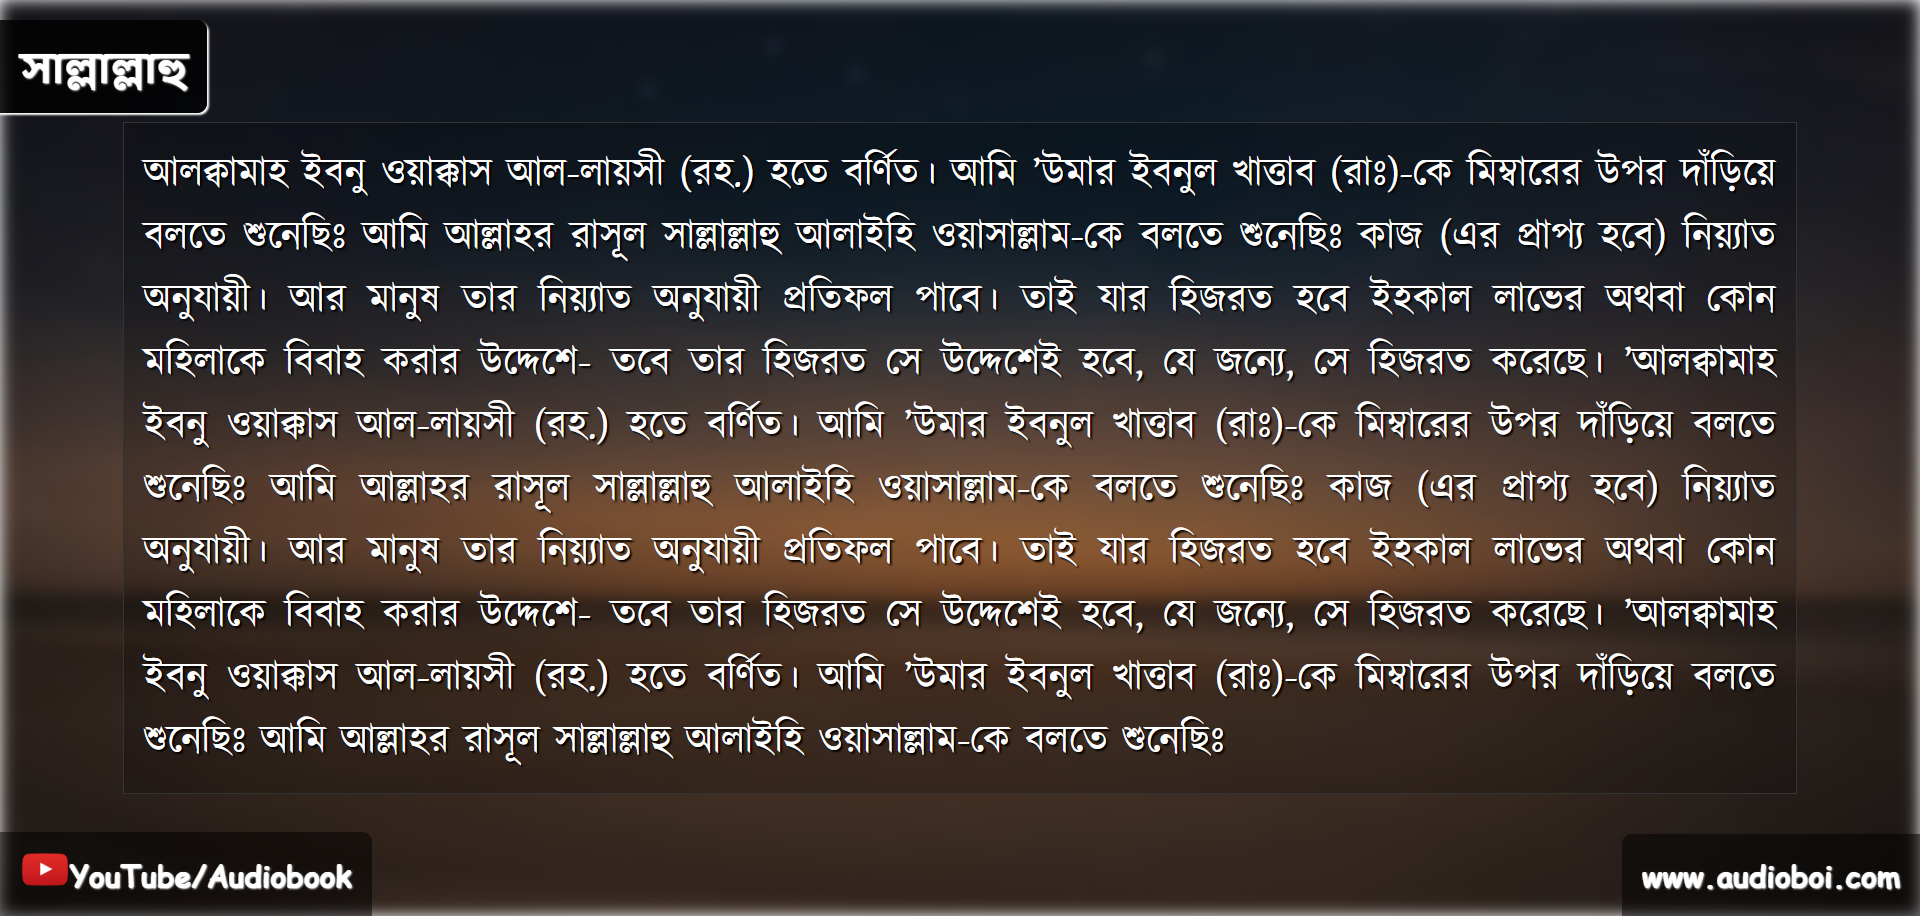 সাল্লাল্লাহু
আলক্বামাহ ইবনু ওয়াক্কাস আল-লায়সী (রহ.) হতে বর্ণিত। আমি ’উমার ইবনুল খাত্তাব (রাঃ)-কে মিম্বারের উপর দাঁড়িয়ে
বলতে শুনেছিঃ আমি আল্লাহর রাসূল সাল্লাল্লাহু আলাইহি ওয়াসাল্লাম-কে বলতে শুনেছিঃ কাজ (এর প্রাপ্য হবে) নিয়্যাত
অনুযায়ী। আর মানুষ তার নিয়্যাত অনুযায়ী প্রতিফল পাবে। তাই যার হিজরত হবে ইহকাল লাভের অথবা কোন
মহিলাকে বিবাহ করার উদ্দেশে- তবে তার হিজরত সে উদ্দেশেই হবে, যে জন্যে, সে হিজরত করেছে। ’আলক্বামাহ
ইবনু ওয়াক্কাস আল-লায়সী (রহ.) হতে বর্ণিত। আমি ’উমার ইবনুল খাত্তাব (রাঃ)-কে মিম্বারের উপর দাঁড়িয়ে বলতে
শুনেছিঃ আমি আল্লাহর রাসূল সাল্লাল্লাহু আলাইহি ওয়াসাল্লাম-কে বলতে শুনেছিঃ কাজ (এর প্রাপ্য হবে) নিয়্যাত
অনুযায়ী। আর মানুষ তার নিয়্যাত অনুযায়ী প্রতিফল পাবে। তাই যার হিজরত হবে ইহকাল লাভের অথবা কোন
মহিলাকে বিবাহ করার উদ্দেশে- তবে তার হিজরত সে উদ্দেশেই হবে, যে জন্যে, সে হিজরত করেছে। ’আলক্বামাহ
ইবনু ওয়াক্কাস আল-লায়সী (রহ.) হতে বর্ণিত। আমি ’উমার ইবনুল খাত্তাব (রাঃ)-কে মিম্বারের উপর দাঁড়িয়ে বলতে
শুনেছিঃ আমি আল্লাহর রাসূল সাল্লাল্লাহু আলাইহি ওয়াসাল্লাম-কে বলতে শুনেছিঃ
YouTube/Audiobook
www.audioboi.com